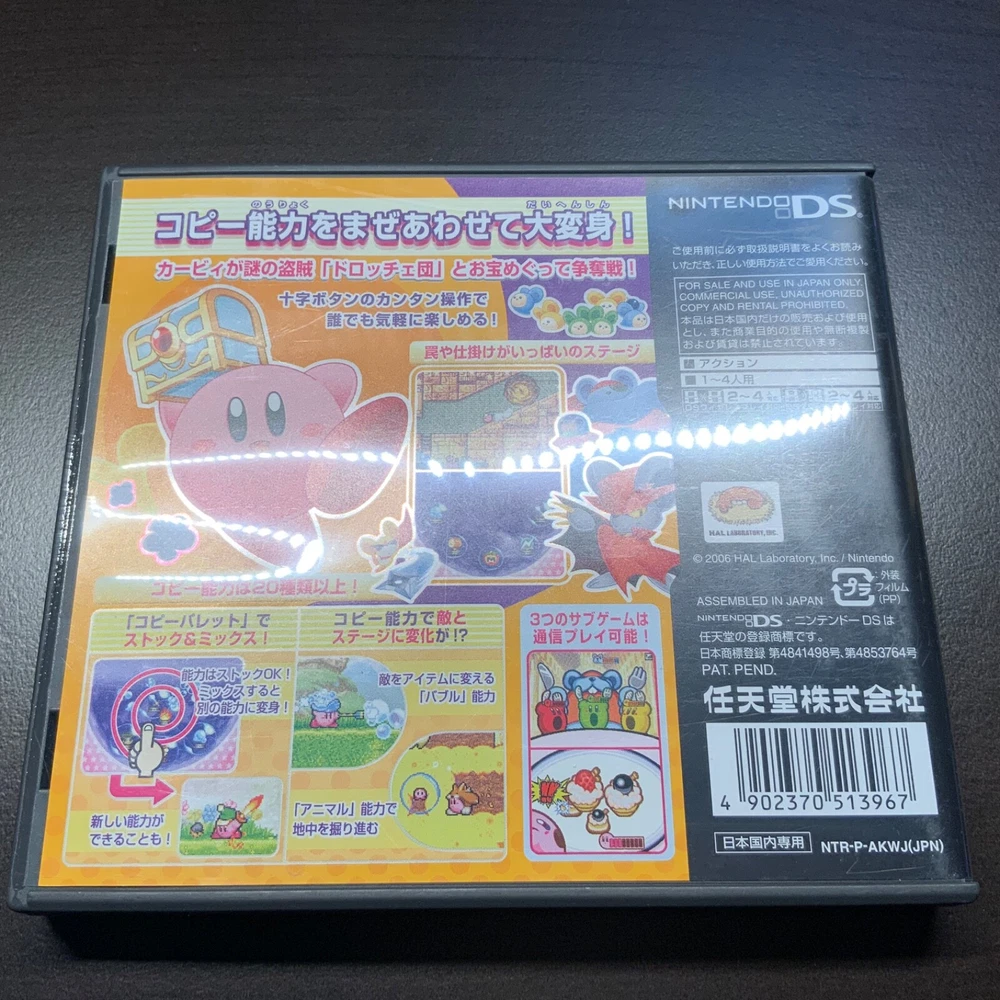 のうりょく だいへんしん
コピー能力をまぜあわせて大変身！
カービィが謎の盗賊「ドロッチェ団」とお宝めぐって争奪戦！
十字ボタンのカンタン操作で
誰でも気軽に楽しめる！
罠や仕掛けがいっぱいのステージ
コピー能力は20種類以上！
「コピーパレット」で
ストック&ミックス！
能力はストックOK！
ミックスすると
別の能力に変身！
新しい能力が
できることも！
コピー能力で敵と
ステージに変化が!?
敵をアイテムに変える
「バブル」能力
「アニマル」能力で
地中を掘り進む
3つのサブゲームは
通信プレイ可能！
NINTENDO DS
ご使用前に必ず取扱説明書をよくお読み
いただき、正しい使用方法でご愛用ください。
FOR SALE AND USE IN JAPAN ONLY.
COMMERCIAL USE, UNAUTHORIZED
COPY AND RENTAL PROHIBITED.
本品は日本国内だけの販売および使用
とし、また商業目的の使用や無断複製
および賃貸は禁止されています。
アクション
1〜4人用
2〜4 2〜4
HAL LABORATORY, INC.
© 2006 HAL Laboratory, Inc. / Nintendo
ASSEMBLED IN JAPAN
プラ
外装
フィルム
(PP)
NINTENDO DS・ニンテンドーDSは
任天堂の登録商標です。
日本商標登録 第4841498号、第4853764号
PAT. PEND.
任天堂株式会社
4 902370 513967
日本国内専用
NTR-P-AKWJ(JPN)